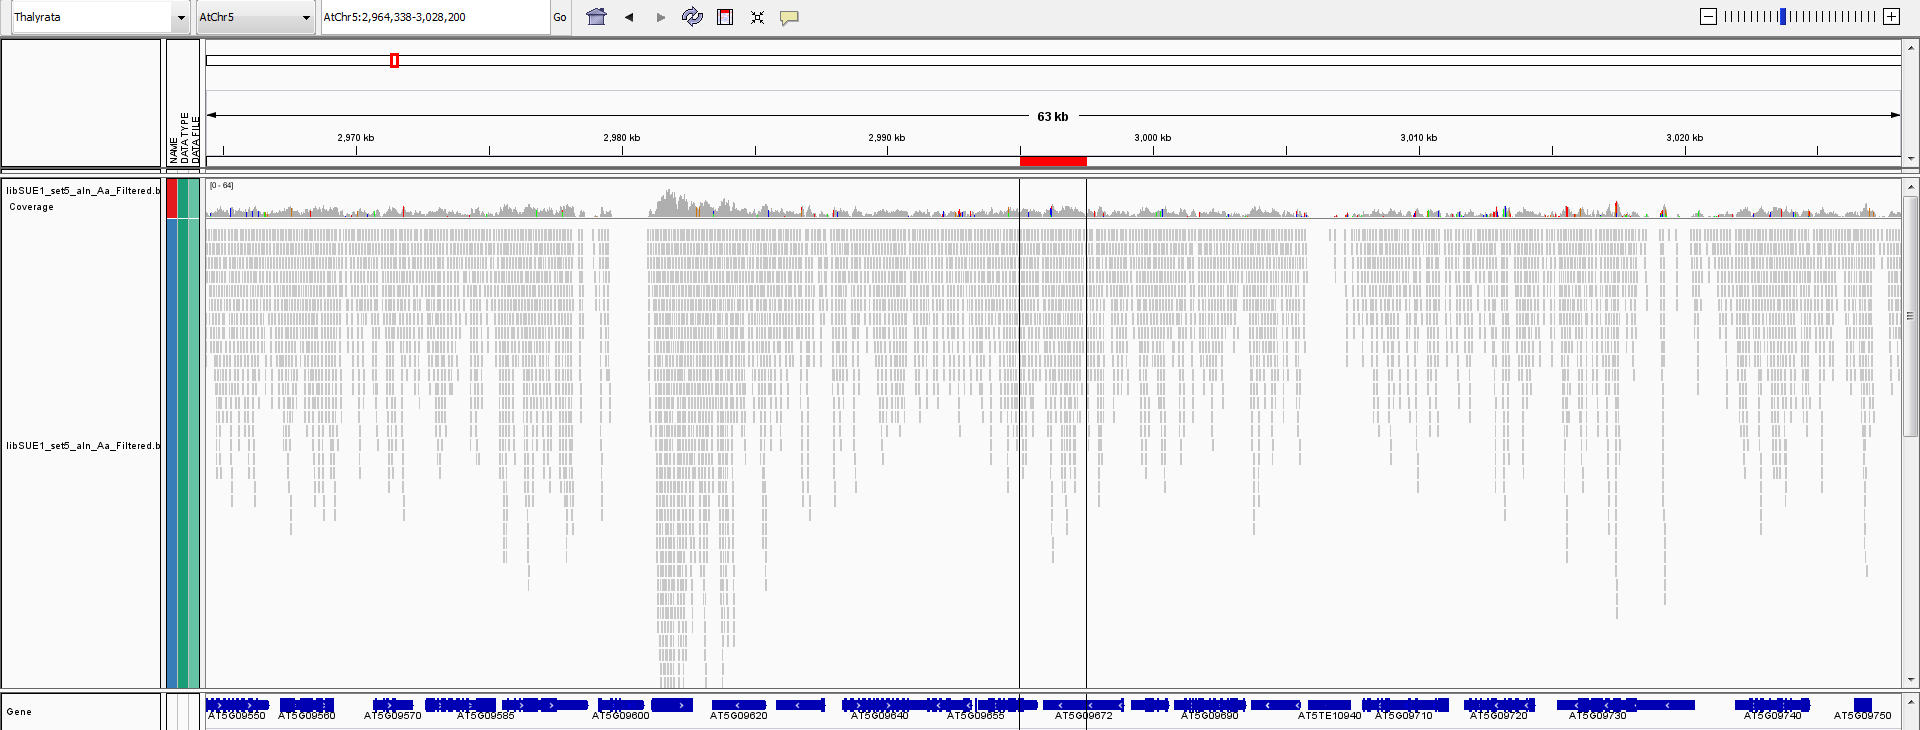 Thalyrata AtChr5 AtChr5:2,964,338-3,028,200 Go
NAME
DATA TYPE
DATA FILE
63 kb
2,970 kb 2,980 kb 2,990 kb 3,000 kb 3,010 kb 3,020 kb
libSUE1_set5_aln_Aa_Filtered.b
Coverage
[0 - 64]
libSUE1_set5_aln_Aa_Filtered.b
Gene
AT5G09550 AT5G09560 AT5G09570 AT5G09585 AT5G09600 AT5G09620 AT5G09640 AT5G09655 AT5G09672 AT5G09690 AT5TE10940 AT5G09710 AT5G09720 AT5G09730 AT5G09740 AT5G09750